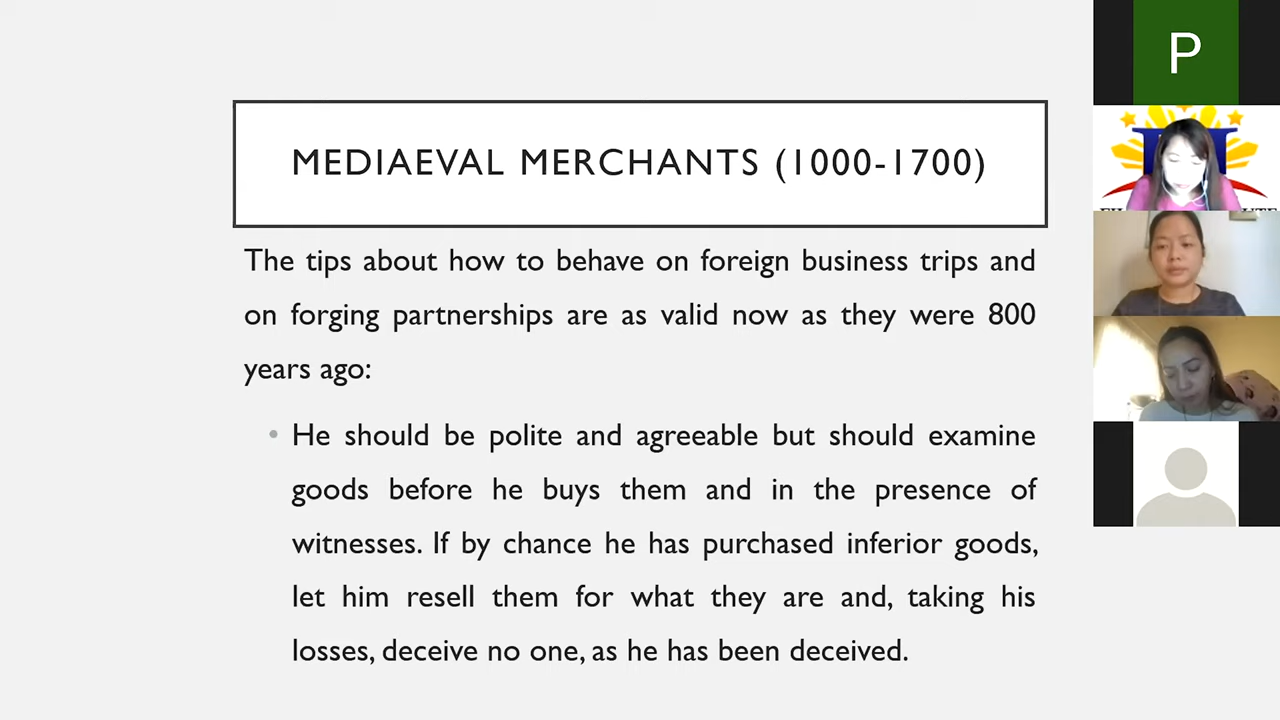 MEDIAEVAL MERCHANTS (1000-1700)
The tips about how to behave on foreign business trips and
on forging partnerships are as valid now as they were 800
years ago:
• He should be polite and agreeable but should examine
goods before he buys them and in the presence of
witnesses. If by chance he has purchased inferior goods,
let him resell them for what they are and, taking his
losses, deceive no one, as he has been deceived.
P